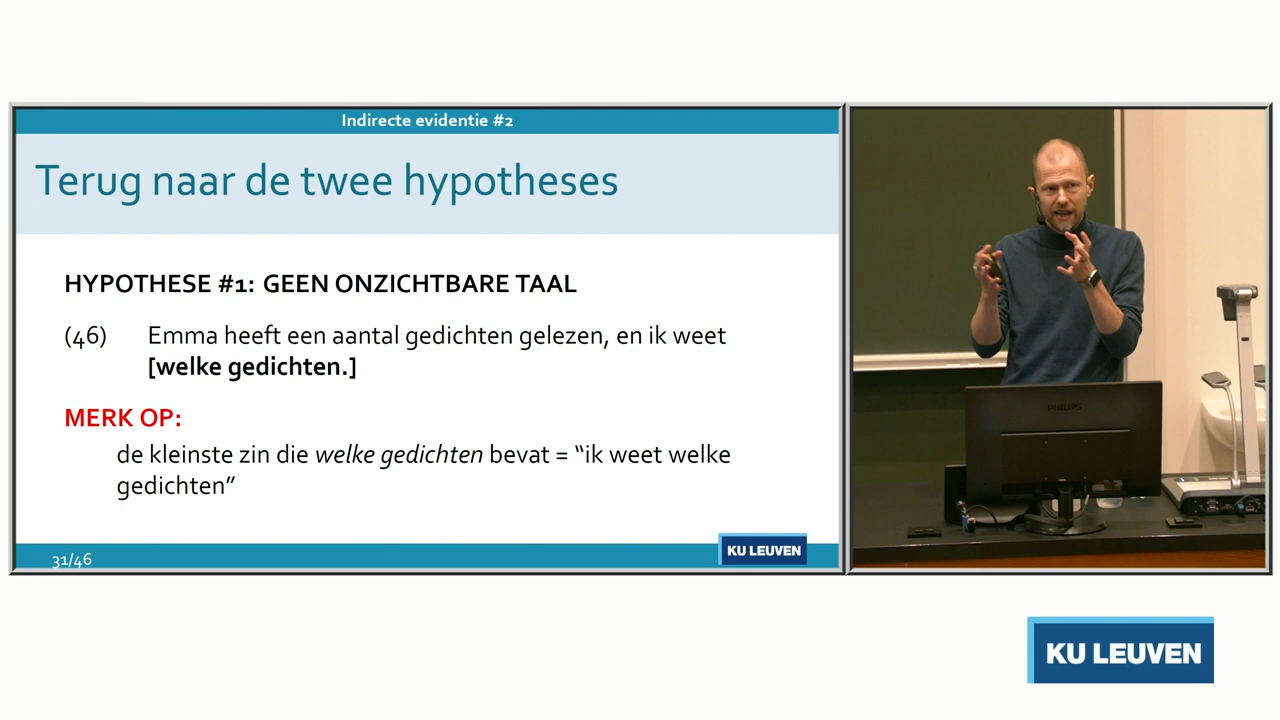 Indirecte evidentie #2
Terug naar de twee hypotheses
HYPOTHESE #1: GEEN ONZICHTBARE TAAL
(46) Emma heeft een aantal gedichten gelezen, en ik weet
[welke gedichten.]
MERK OP:
de kleinste zin die welke gedichten bevat = “ik weet welke
gedichten”
31/46
KU LEUVEN
PHILIPS
KU LEUVEN